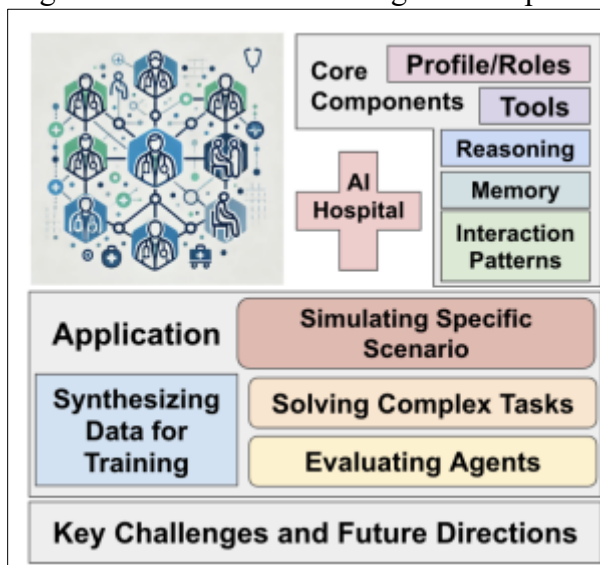 Core
Components
Profile/Roles
Tools
Reasoning
Memory
Interaction
Patterns
AI
Hospital
Application
Simulating Specific
Scenario
Synthesizing
Data for
Training
Solving Complex Tasks
Evaluating Agents
Key Challenges and Future Directions